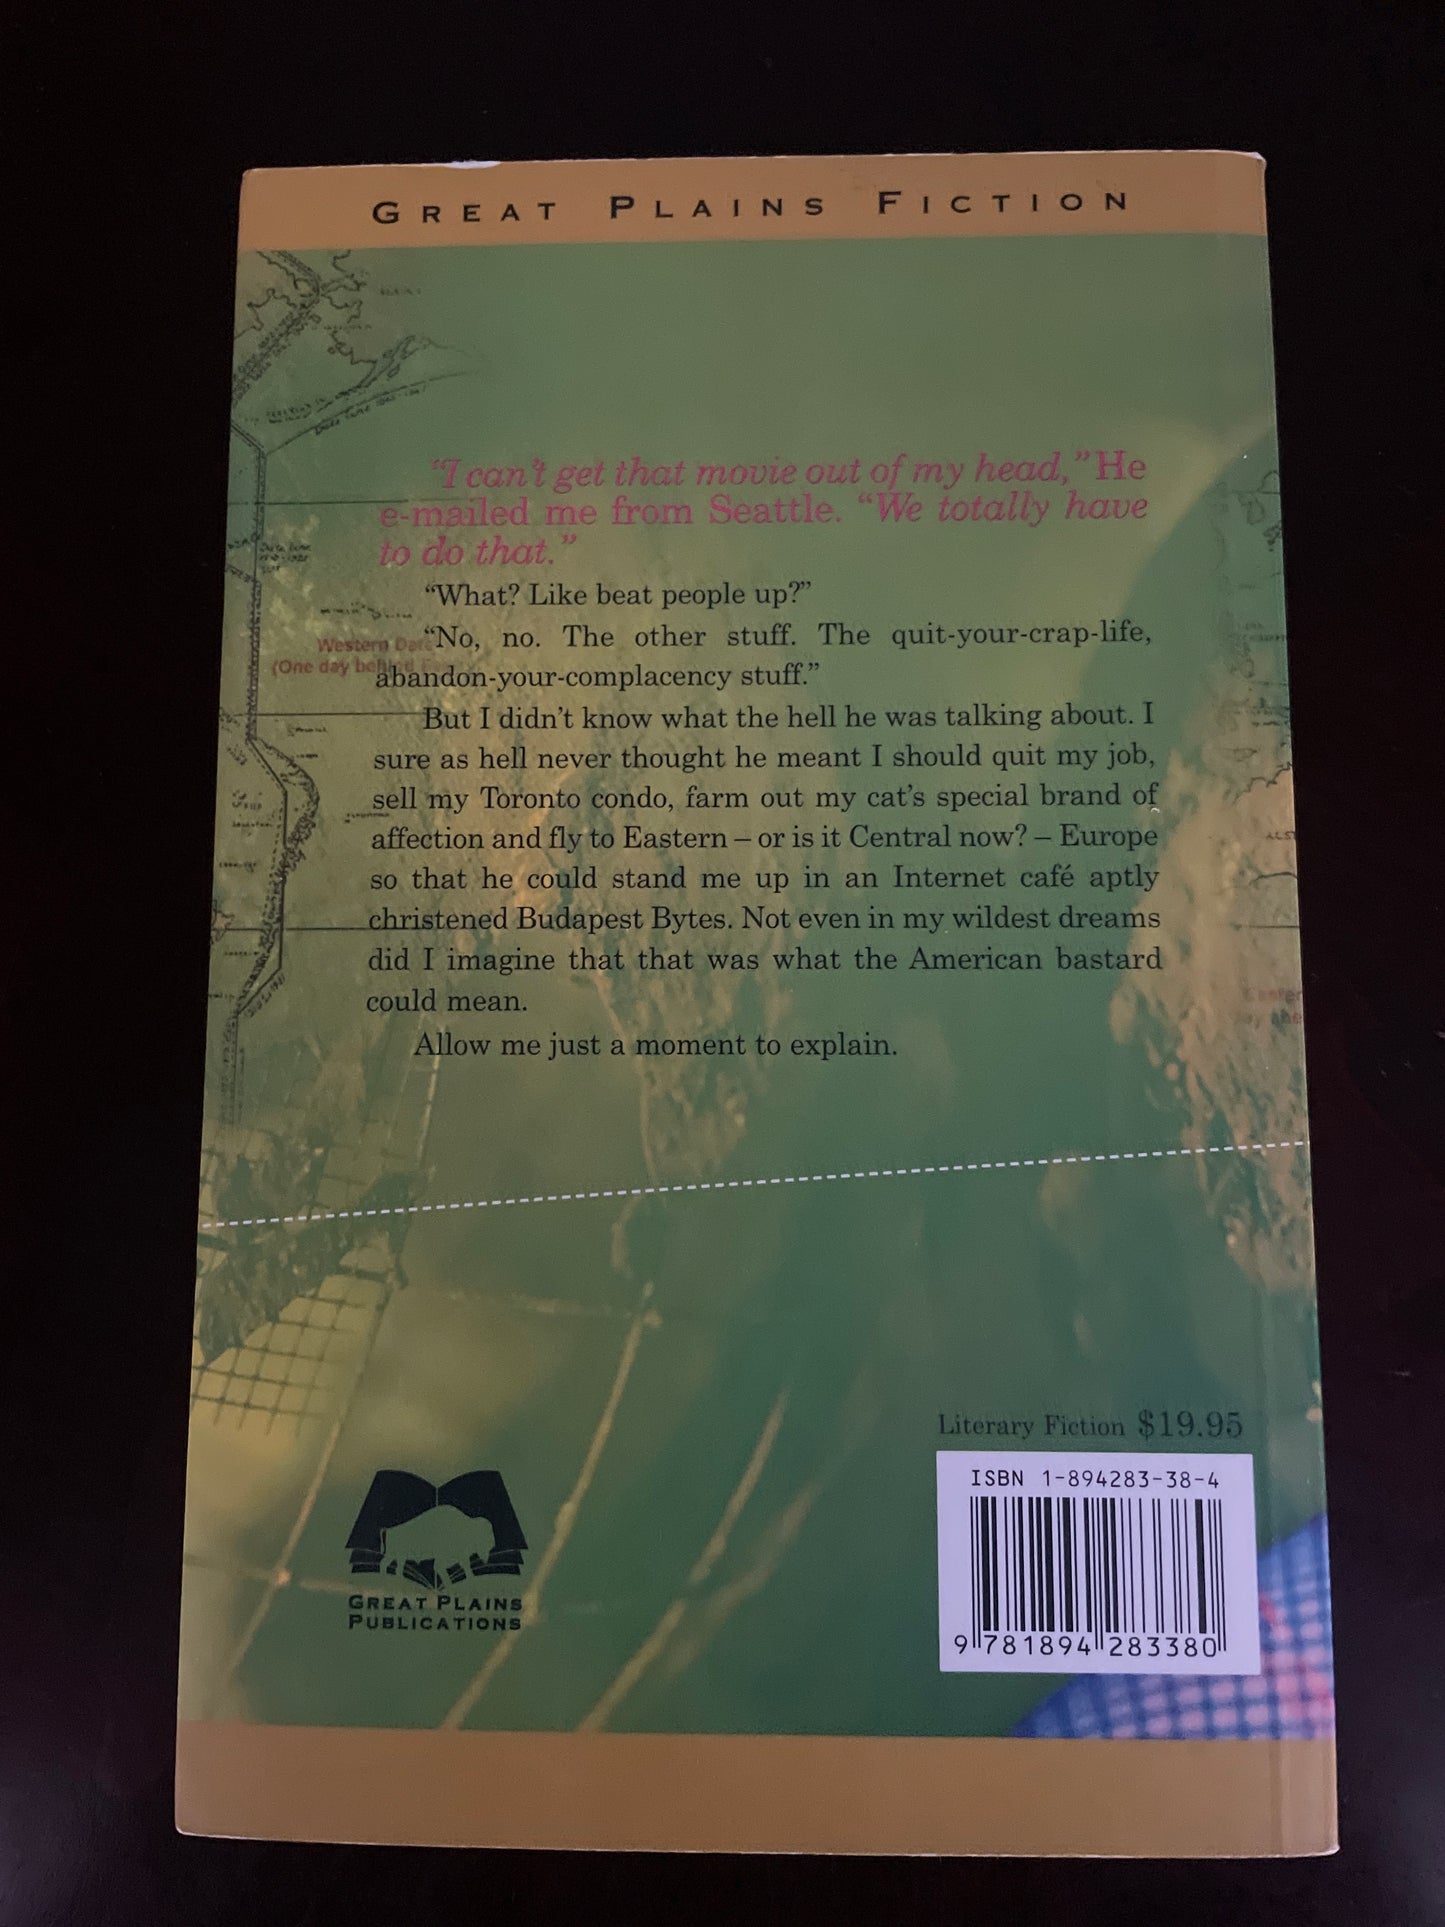 GREAT PLAINS FICTION
“I can't get that movie out of my head,” He
e-mailed me from Seattle. “We totally have
to do that.”
“What? Like beat people up?”
“No, no. The other stuff. The quit-your-crap-life,
abandon-your-complacency stuff.”
But I didn't know what the hell he was talking about. I
sure as hell never thought he meant I should quit my job,
sell my Toronto condo, farm out my cat's special brand of
affection and fly to Eastern – or is it Central now? – Europe
so that he could stand me up in an Internet café aptly
christened Budapest Bytes. Not even in my wildest dreams
did I imagine that that was what the American bastard
could mean.
Allow me just a moment to explain.
Western
(One day
Literary Fiction $19.95
ISBN 1-894283-38-4
9 781894 283380
GREAT PLAINS
PUBLICATIONS